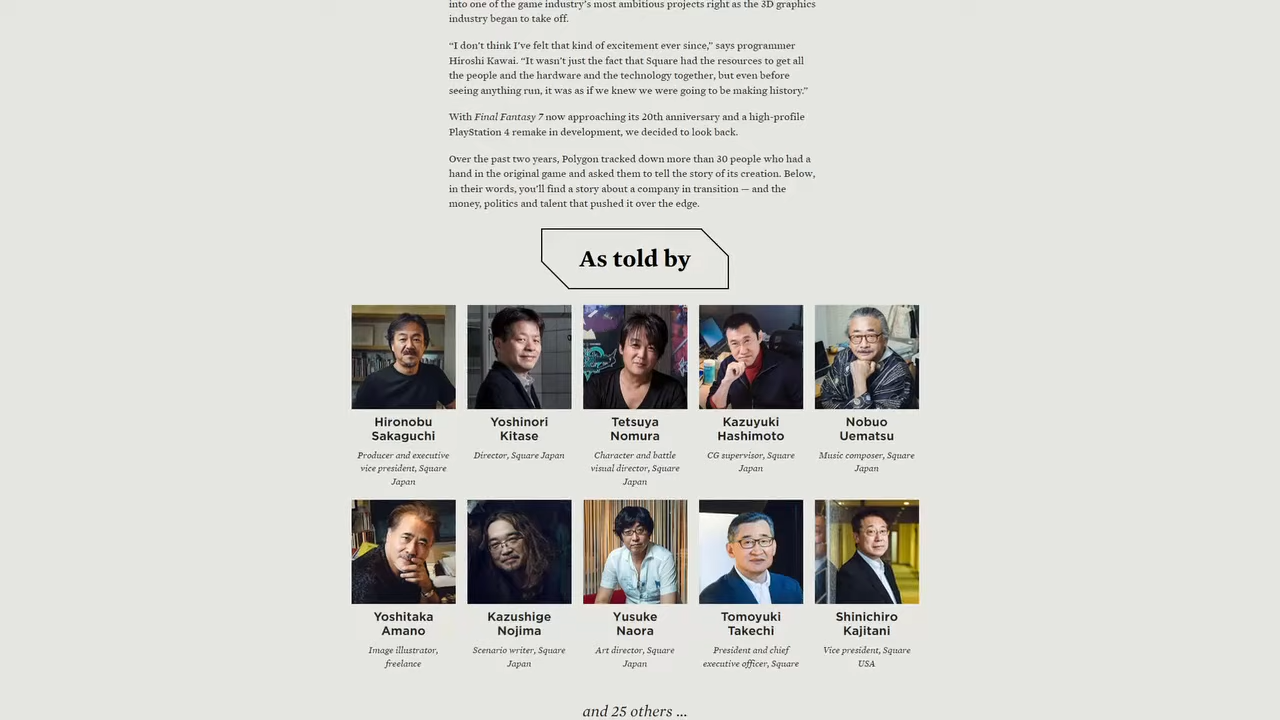 into one of the game industry’s most ambitious projects right as the 3D graphics
industry began to take off.
“I don’t think I’ve felt that kind of excitement ever since,” says programmer
Hiroshi Kawai. “It wasn’t just the fact that Square had the resources to get all
the people and the hardware and the technology together, but even before
seeing anything run, it was as if we knew we were going to be making history.”
With Final Fantasy 7 now approaching its 20th anniversary and a high-profile
PlayStation 4 remake in development, we decided to look back.
Over the past two years, Polygon tracked down more than 30 people who had a
hand in the original game and asked them to tell the story of its creation. Below,
in their words, you’ll find a story about a company in transition — and the
money, politics and talent that pushed it over the edge.
As told by
Hironobu
Sakaguchi
Producer and executive
vice president, Square
Japan
Yoshinori
Kitase
Director, Square Japan
Tetsuya
Nomura
Character and battle
visual director, Square
Japan
Kazuyuki
Hashimoto
CG supervisor, Square
Japan
Nobuo
Uematsu
Music composer, Square
Japan
Yoshitaka
Amano
Image illustrator,
freelance
Kazushige
Nojima
Scenario writer, Square
Japan
Yusuke
Naora
Art director, Square
Japan
Tomoyuki
Takechi
President and chief
executive officer, Square
Shinichiro
Kajitani
Vice president, Square
USA
and 25 others ...